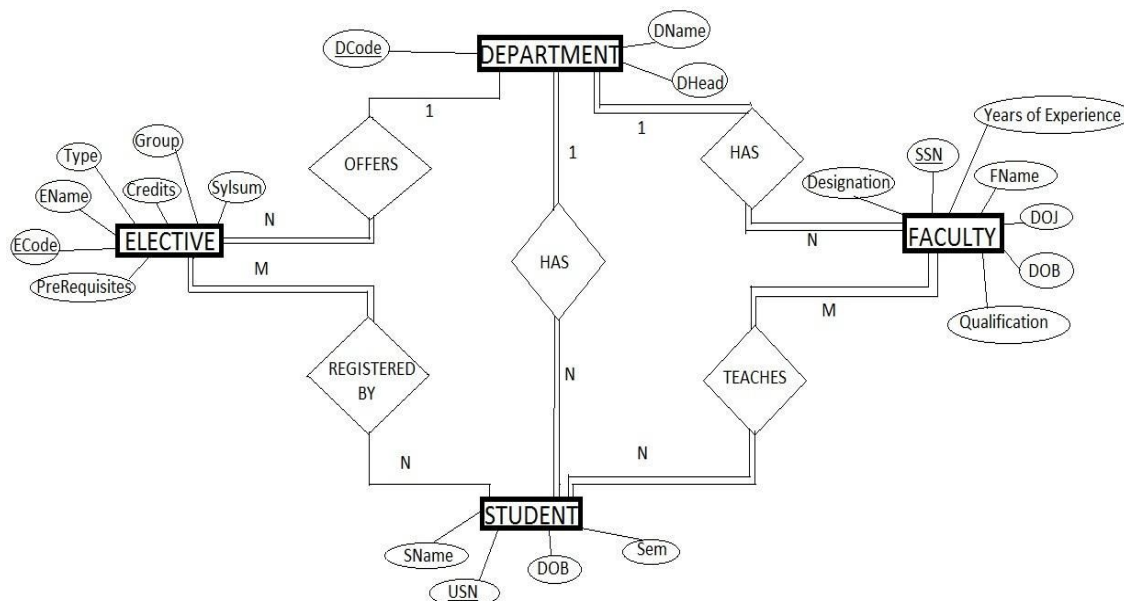 DName
DCode
DEPARTMENT
DHead
1
1
1
Years of Experience
Group
Type
OFFERS
HAS
SSN
FName
EName
Credits
Sylsum
Designation
DOJ
N
ELECTIVE
FACULTY
N
ECode
HAS
M
DOB
PreRequisites
M
Qualification
REGISTERED
BY
N
TEACHES
N
N
STUDENT
SName
DOB
Sem
USN